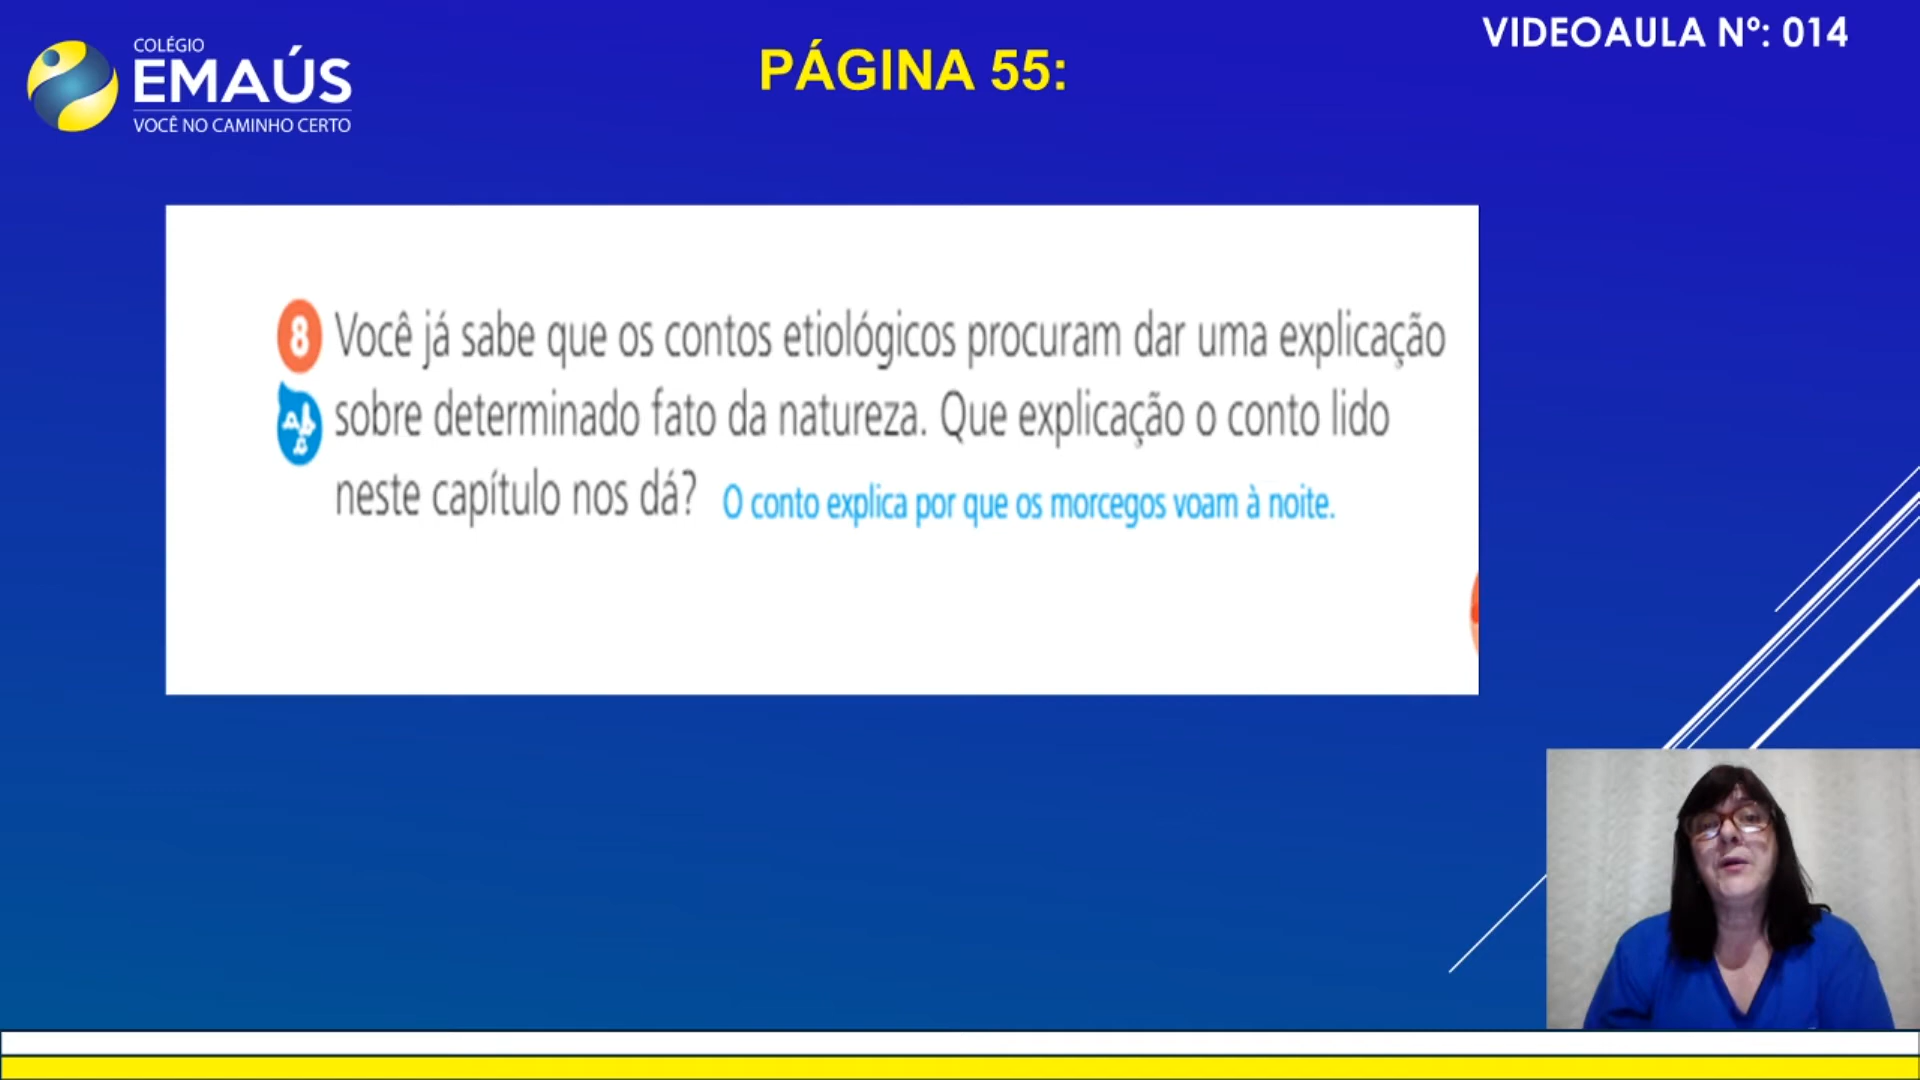 COLÉGIO
EMAÚS
VOCÊ NO CAMINHO CERTO
PÁGINA 55:
VIDEOAULA Nº: 014
8 Você já sabe que os contos etiológicos procuram dar uma explicação
sobre determinado fato da natureza. Que explicação o conto lido
neste capítulo nos dá? O conto explica por que os morcegos voam à noite.